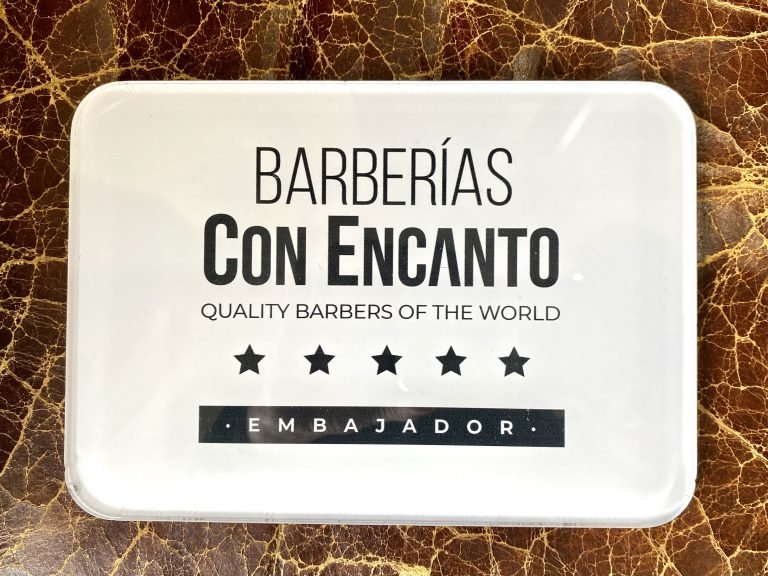 BARBERÍAS
CON ENCANTO
QUALITY BARBERS OF THE WORLD
★ ★ ★ ★ ★
· EMBAJADOR ·